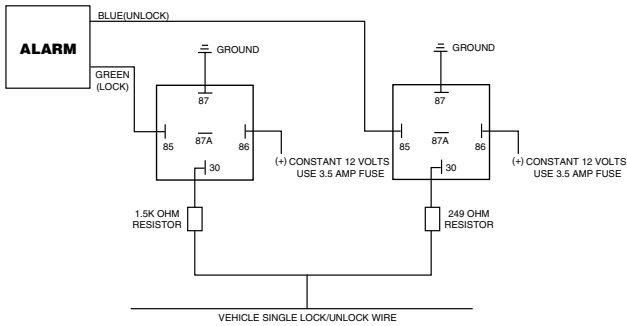 BLUE(UNLOCK)
ALARM
GREEN
(LOCK)
GROUND
87
87A
85
86
30
(+) CONSTANT 12 VOLTS
USE 3.5 AMP FUSE
1.5K OHM
RESISTOR
GROUND
87
87A
85
86
30
(+) CONSTANT 12 VOLTS
USE 3.5 AMP FUSE
249 OHM
RESISTOR
VEHICLE SINGLE LOCK/UNLOCK WIRE